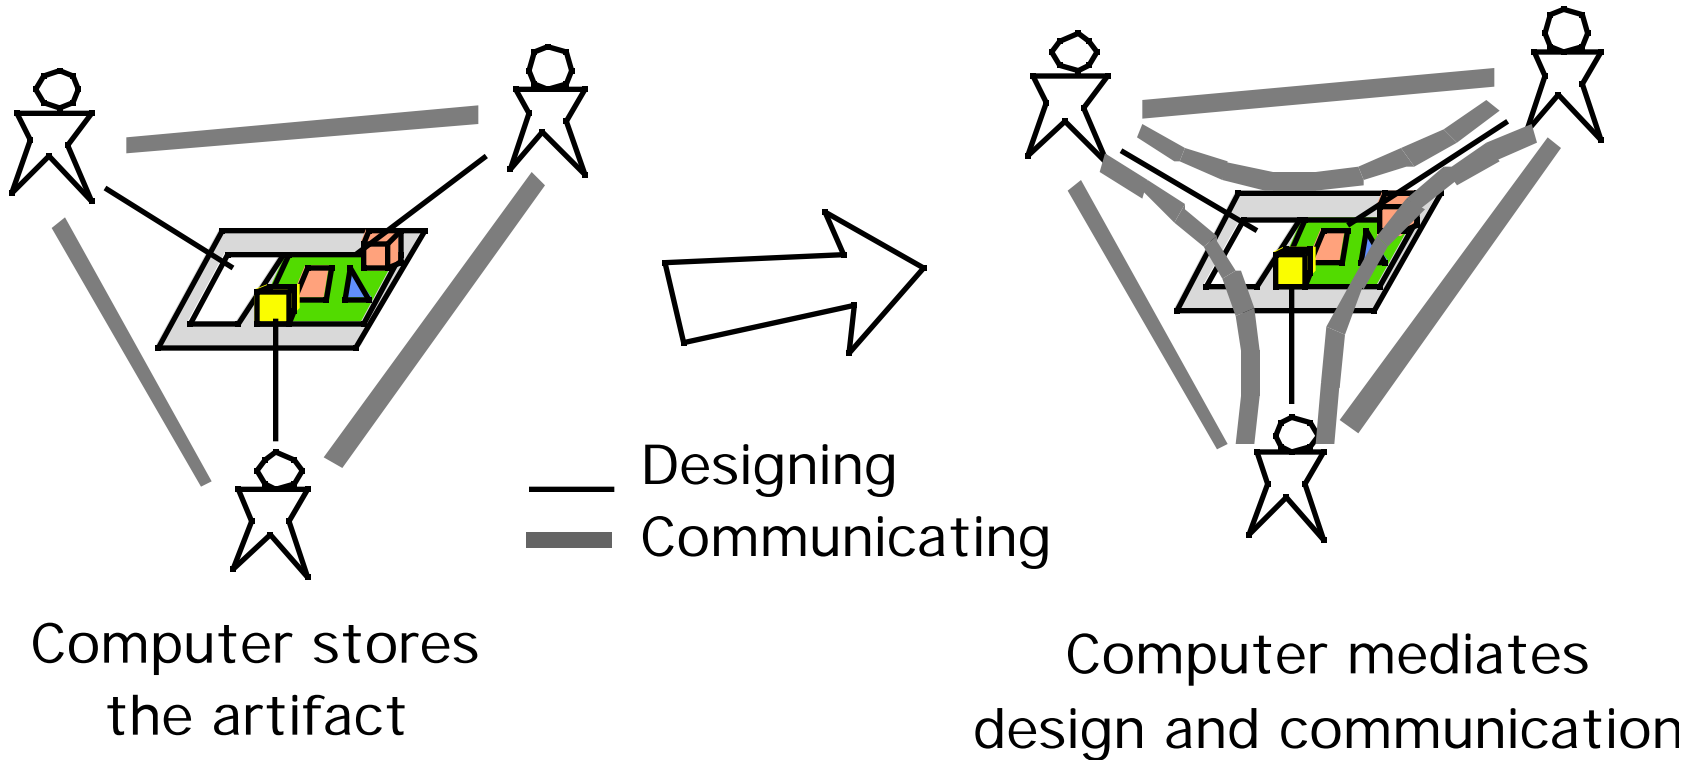 Designing
Communicating
Computer stores
the artifact
Computer mediates
design and communication